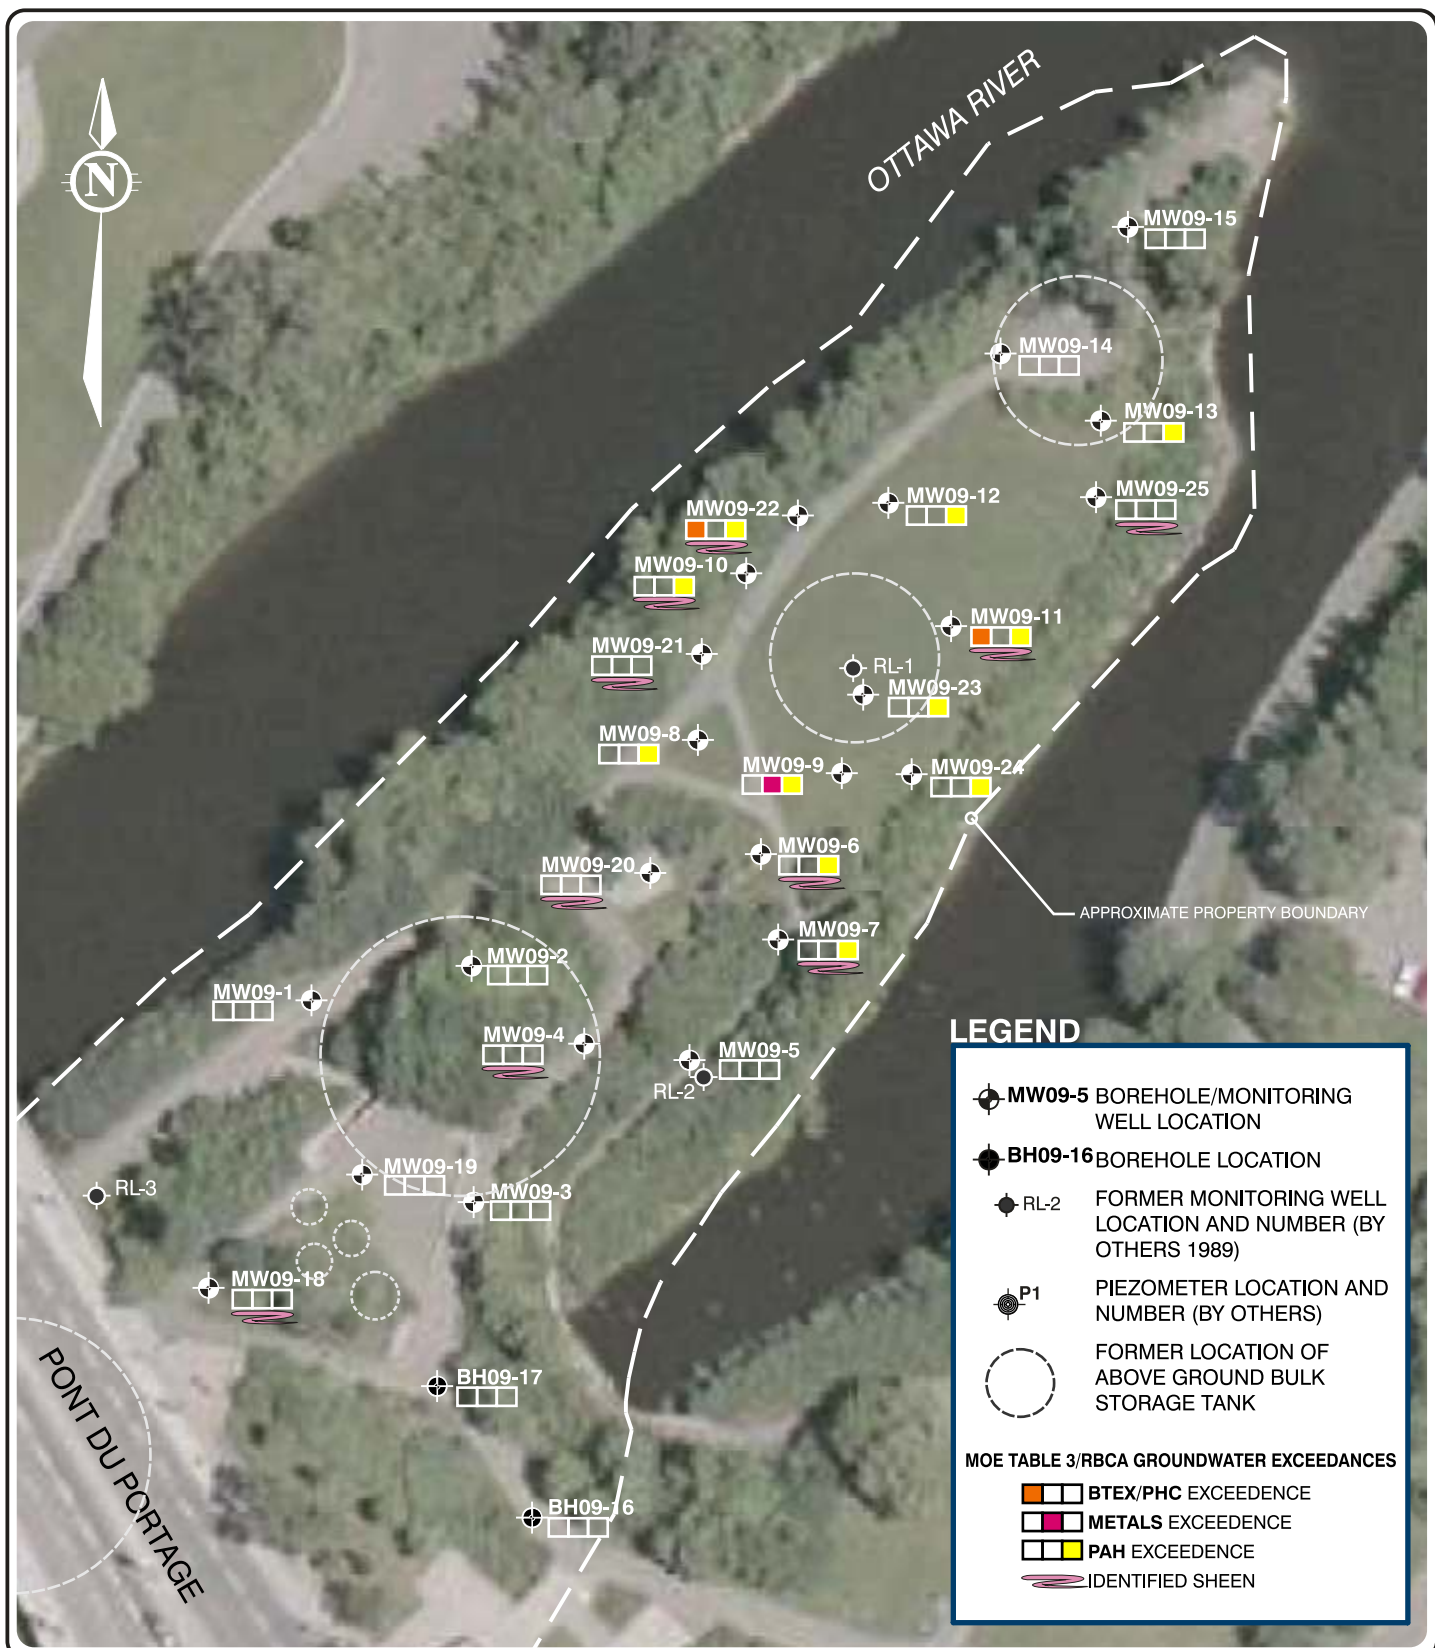 N
OTTAWA RIVER
MW09-15
MW09-14
MW09-13
MW09-25
MW09-12
MW09-22
MW09-10
MW09-11
MW09-21
RL-1
MW09-23
MW09-8
MW09-9
MW09-24
MW09-6
MW09-20
APPROXIMATE PROPERTY BOUNDARY
MW09-7
MW09-2
MW09-1
MW09-4
MW09-5
RL-2
MW09-19
RL-3
MW09-3
MW09-18
BH09-17
PONT DU PORTAGE
BH09-16
LEGEND
MW09-5 BOREHOLE/MONITORING
WELL LOCATION
BH09-16 BOREHOLE LOCATION
RL-2 FORMER MONITORING WELL
LOCATION AND NUMBER (BY
OTHERS 1989)
P1 PIEZOMETER LOCATION AND
NUMBER (BY OTHERS)
FORMER LOCATION OF
ABOVE GROUND BULK
STORAGE TANK
MOE TABLE 3/RBCA GROUNDWATER EXCEEDANCES
BTEX/PHC EXCEEDENCE
METALS EXCEEDENCE
PAH EXCEEDENCE
IDENTIFIED SHEEN